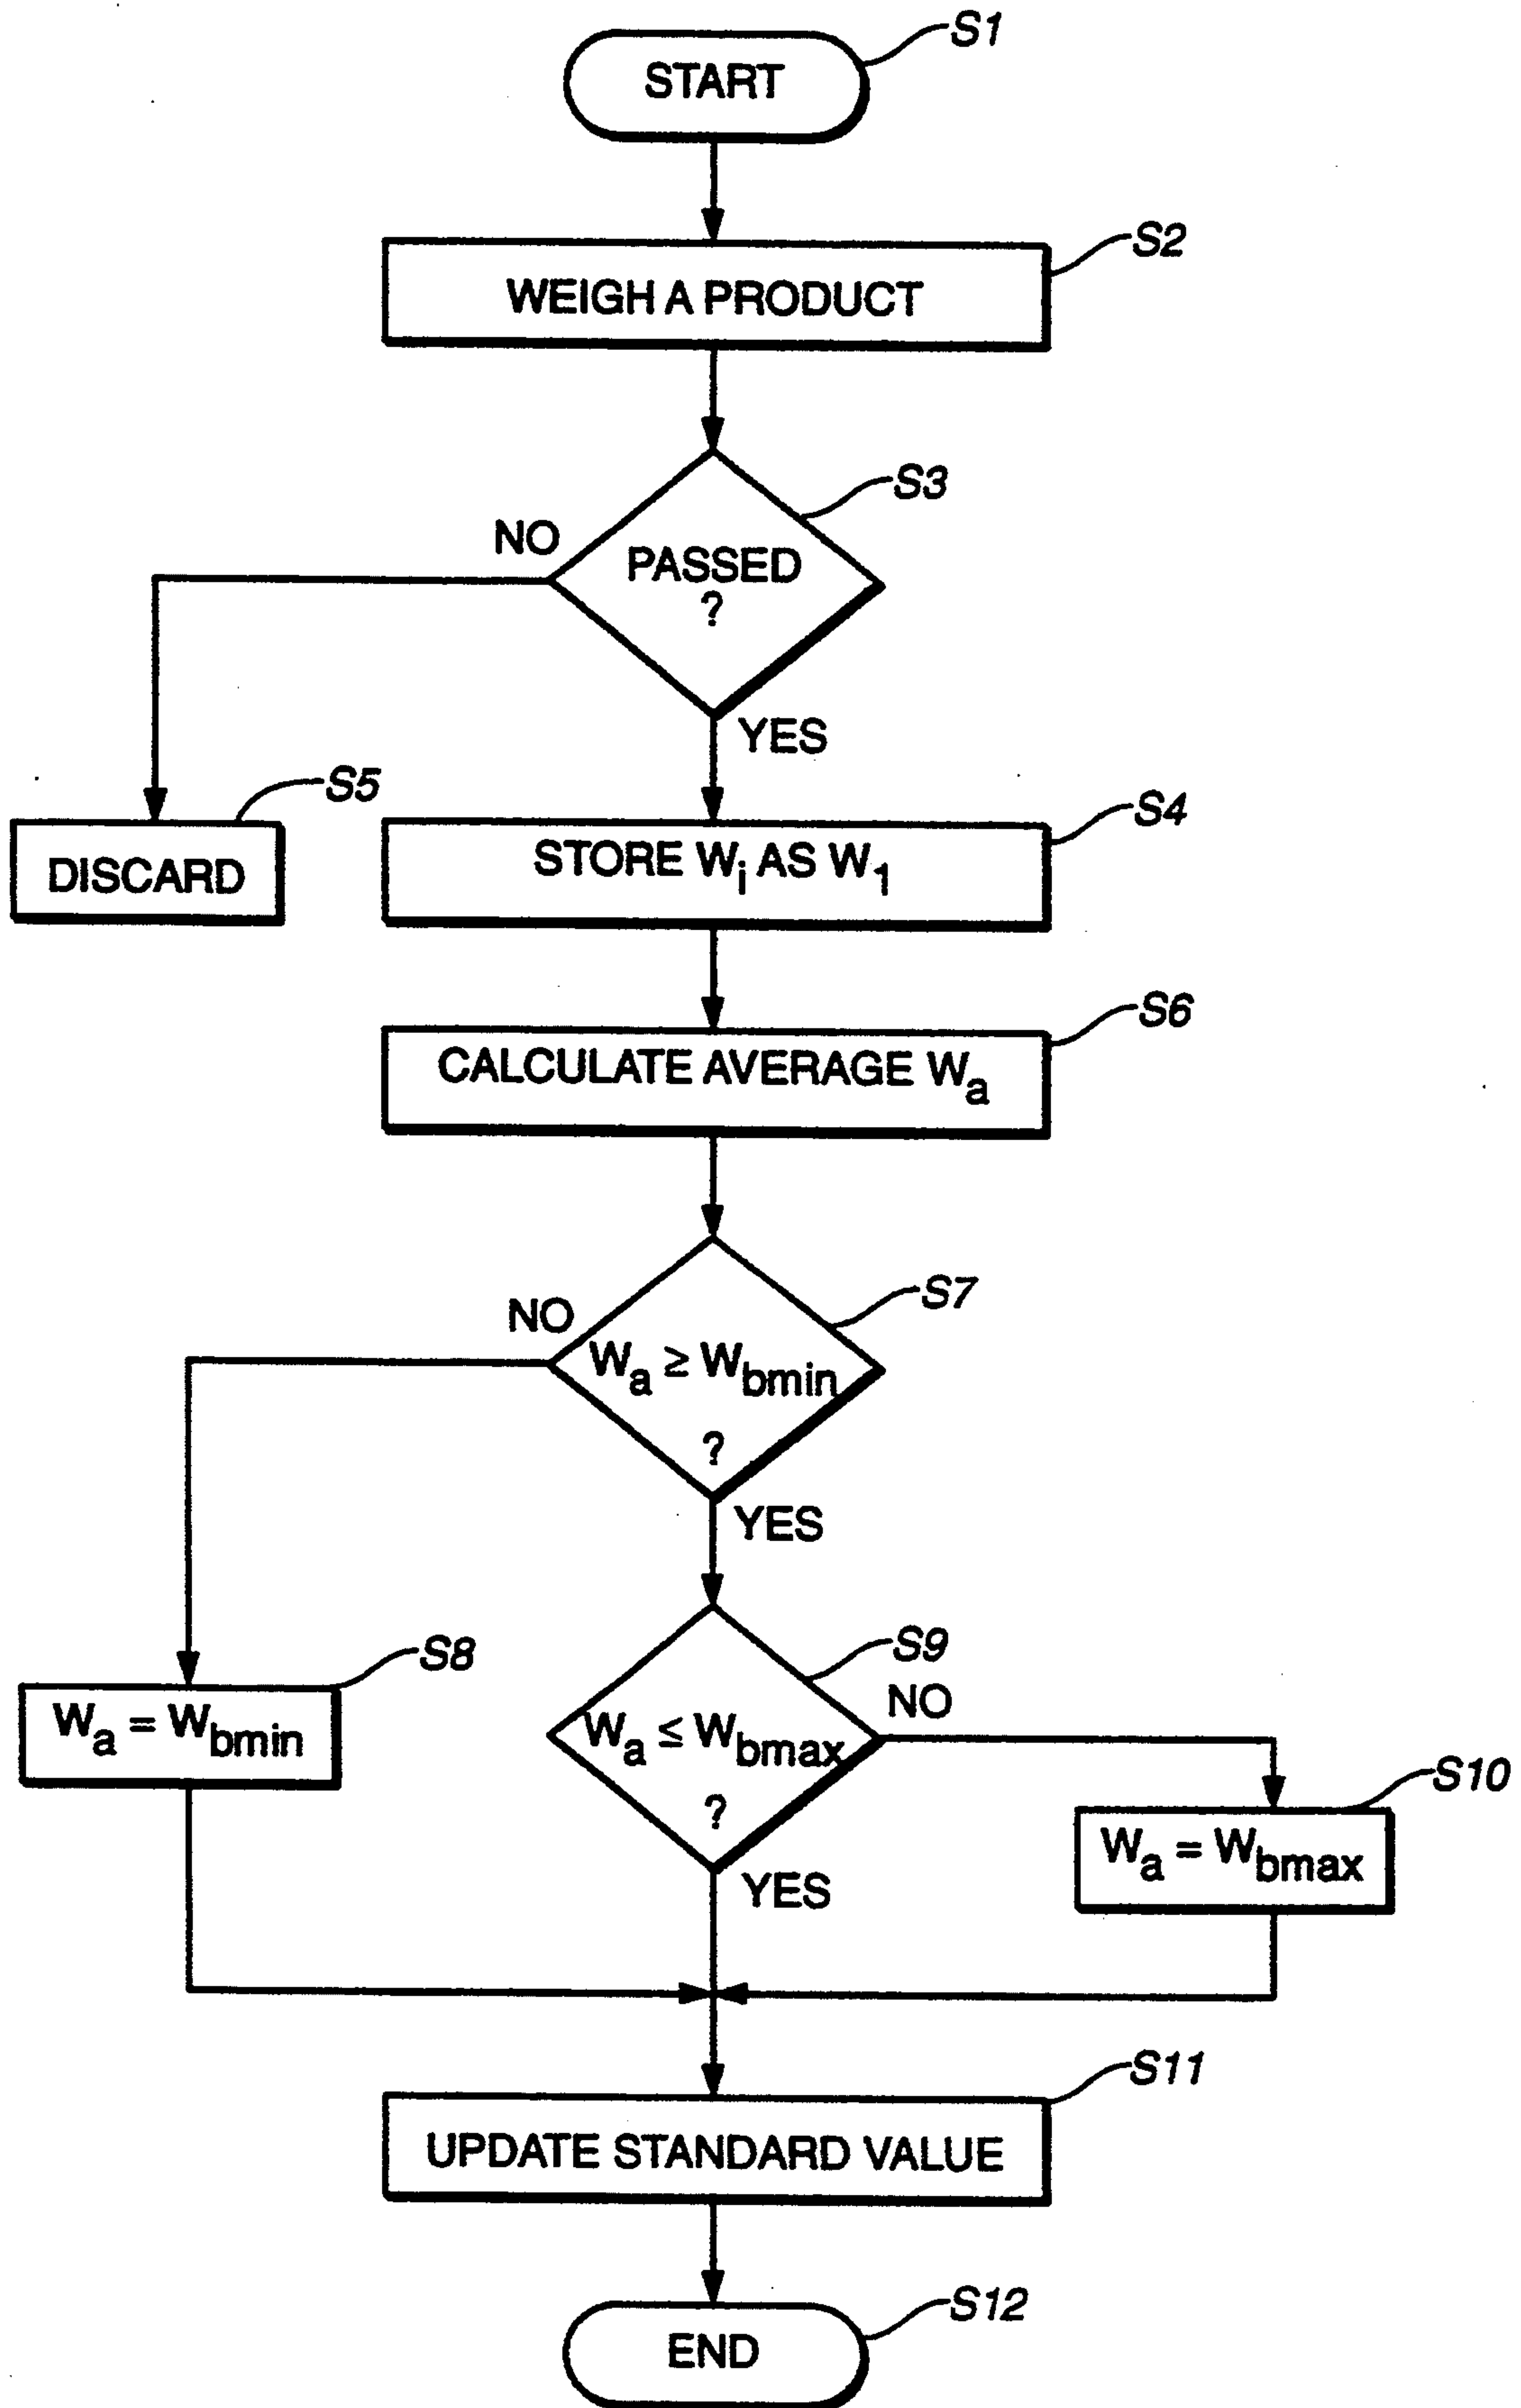 S1
START
S2
WEIGH A PRODUCT
S3
NO
PASSED
?
YES
S5
DISCARD
S4
STORE Wi AS W1
S6
CALCULATE AVERAGE Wa
S7
NO
Wa ≥ Wbmin
?
YES
S8
Wa = Wbmin
S9
NO
Wa ≤ Wbmax
?
YES
S10
Wa = Wbmax
S11
UPDATE STANDARD VALUE
S12
END